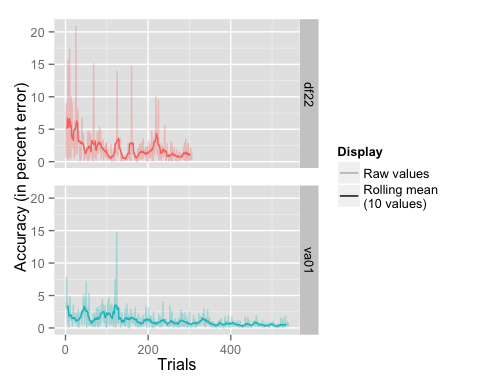 Accuracy (in percent error)
20
15
10
5
0
df22
20
15
10
5
0
va01
0
200
400
Trials
Display
Raw values
Rolling mean
(10 values)